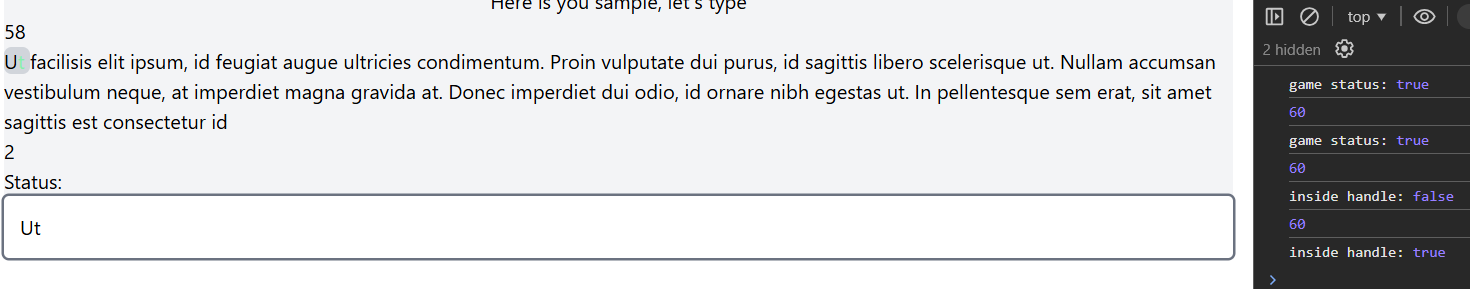 Here is you sample, let's type
58
Ut facilisis elit ipsum, id feugiat augue ultricies condimentum. Proin vulputate dui purus, id sagittis libero scelerisque ut. Nullam accumsan
vestibulum neque, at imperdiet magna gravida at. Donec imperdiet dui odio, id ornare nibh egestas ut. In pellentesque sem erat, sit amet
sagittis est consectetur id
2
Status:
Ut
top
2 hidden
game status: true
60
game status: true
60
inside handle: false
60
inside handle: true